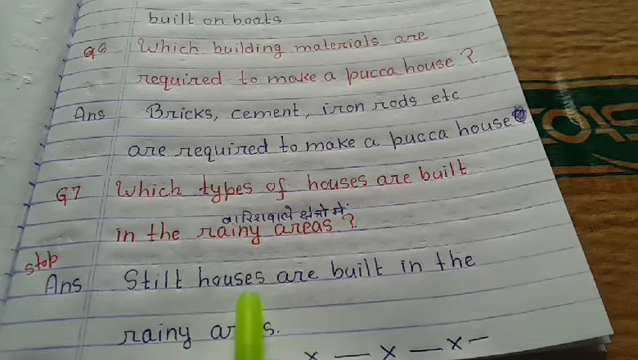 built on boats
Q6 Which building materials are
required to make a pucca house ?
Ans Bricks, cement, iron rods etc
are required to make a pucca house
Q7 Which types of houses are built
बारिशवाले क्षेत्रो में
in the rainy areas ?
stop
Ans Stilt houses are built in the
rainy
x — x — x —